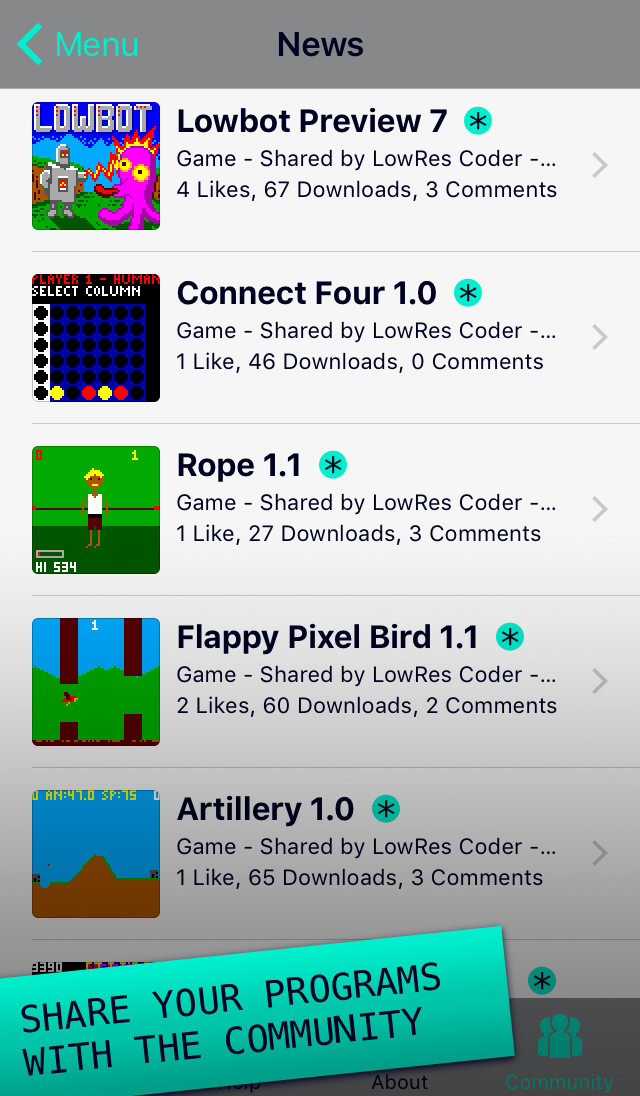 Menu
News
LOWBOT
Lowbot Preview 7
Game - Shared by LowRes Coder -...
4 Likes, 67 Downloads, 3 Comments
PLAYER 1 - HUMAN
SELECT COLUMN
Connect Four 1.0
Game - Shared by LowRes Coder -...
1 Like, 46 Downloads, 0 Comments
0 1
HI 534
Rope 1.1
Game - Shared by LowRes Coder -...
1 Like, 27 Downloads, 3 Comments
1
Flappy Pixel Bird 1.1
Game - Shared by LowRes Coder -...
2 Likes, 60 Downloads, 2 Comments
0 AN:47.0 SP:75 0
Artillery 1.0
Game - Shared by LowRes Coder -...
1 Like, 65 Downloads, 3 Comments
SHARE YOUR PROGRAMS
WITH THE COMMUNITY
Help About Community